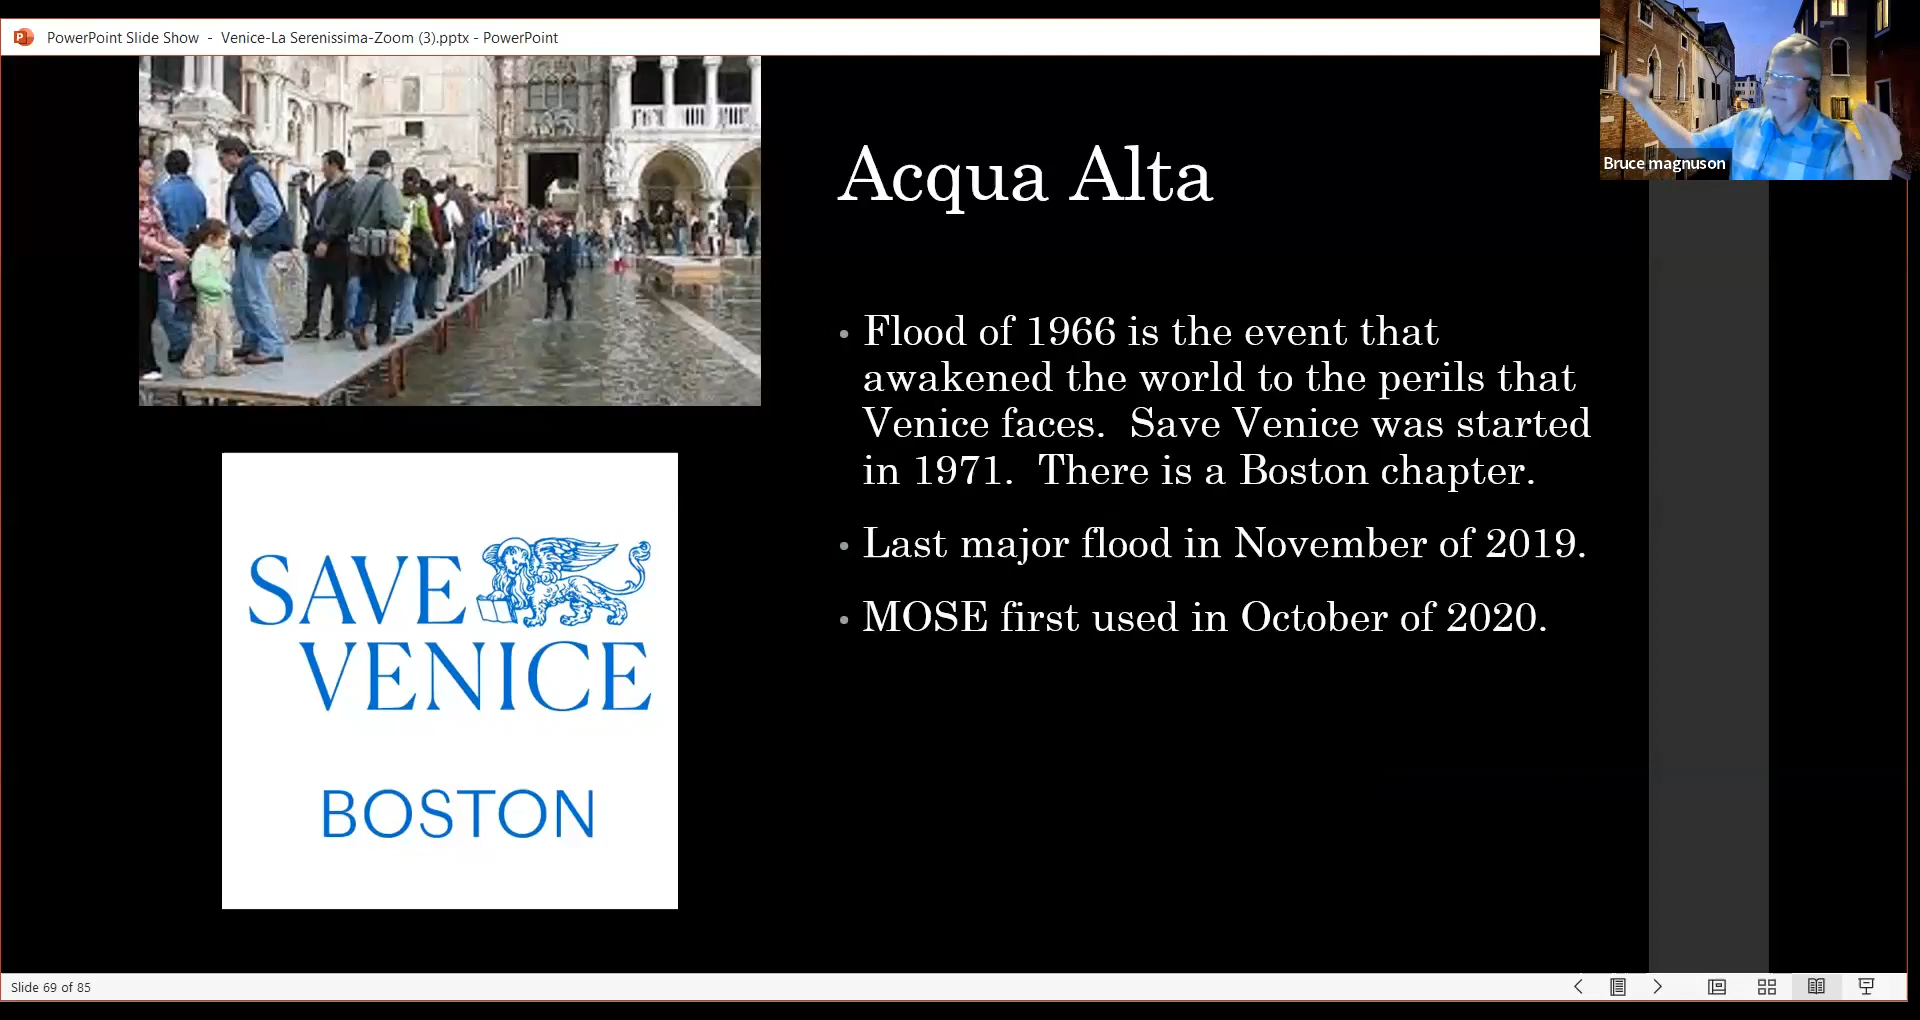 PowerPoint Slide Show - Venice-La Serenissima-Zoom (3).pptx - PowerPoint
Bruce magnuson
Acqua Alta
• Flood of 1966 is the event that
awakened the world to the perils that
Venice faces. Save Venice was started
in 1971. There is a Boston chapter.
• Last major flood in November of 2019.
• MOSE first used in October of 2020.
SAVE
VENICE
BOSTON
Slide 69 of 85